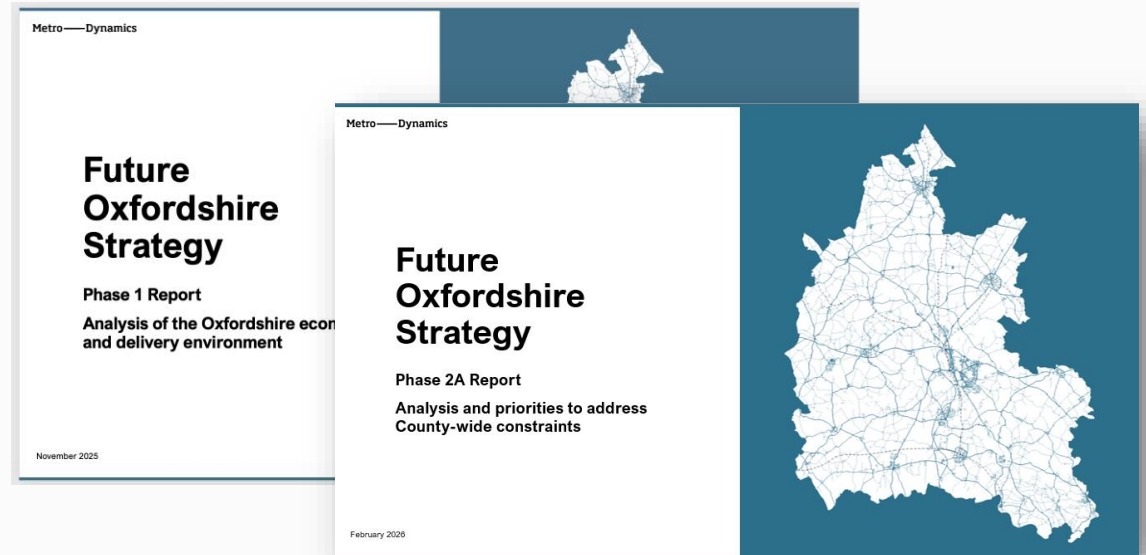 Metro—Dynamics
Future
Oxfordshire
Strategy
Phase 1 Report
Analysis of the Oxfordshire
and delivery environment
November 2025
Metro—Dynamics
Future
Oxfordshire
Strategy
Phase 2A Report
Analysis and priorities to address
County-wide constraints
February 2026